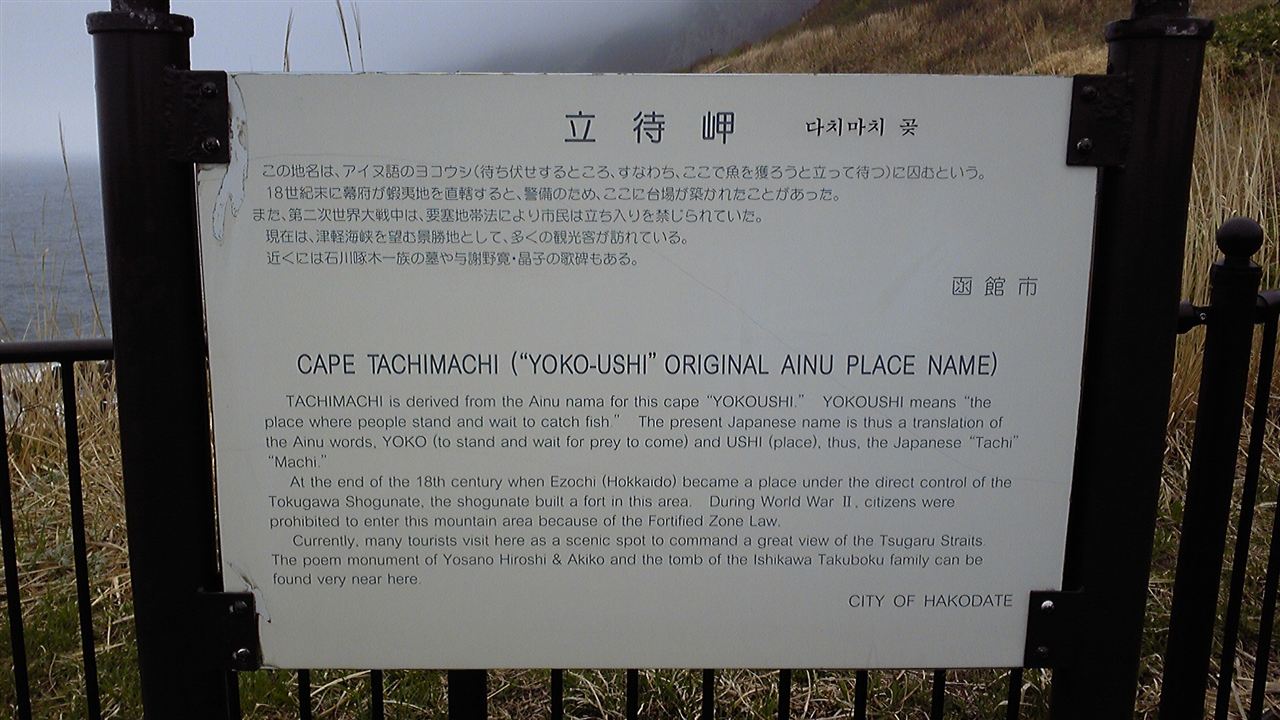 立待岬 다치마치 곶
この地名は、アイヌ語のヨコウシ(待ち伏せするところ、すなわち、ここで魚を獲ろうと立って待つ)に因むという。
18世紀末に幕府が蝦夷地を直轄すると、警備のため、ここに台場が築かれたことがあった。
また、第二次世界大戦中は、要塞地帯法により市民は立ち入りを禁じられていた。
現在は、津軽海峡を望む景勝地として、多くの観光客が訪れている。
近くには石川啄木一族の墓や与謝野寛・晶子の歌碑もある。
函館市
CAPE TACHIMACHI (“YOKO-USHI” ORIGINAL AINU PLACE NAME)
TACHIMACHI is derived from the Ainu nama for this cape “YOKOUSHI.” YOKOUSHI means “the
place where people stand and wait to catch fish.” The present Japanese name is thus a translation of
the Ainu words, YOKO (to stand and wait for prey to come) and USHI (place), thus, the Japanese “Tachi”
“Machi.”
At the end of the 18th century when Ezochi (Hokkaido) became a place under the direct control of the
Tokugawa Shogunate, the shogunate built a fort in this area. During World War Ⅱ, citizens were
prohibited to enter this mountain area because of the Fortified Zone Law.
Currently, many tourists visit here as a scenic spot to command a great view of the Tsugaru Straits.
The poem monument of Yosano Hiroshi & Akiko and the tomb of the Ishikawa Takuboku family can be
found very near here.
CITY OF HAKODATE